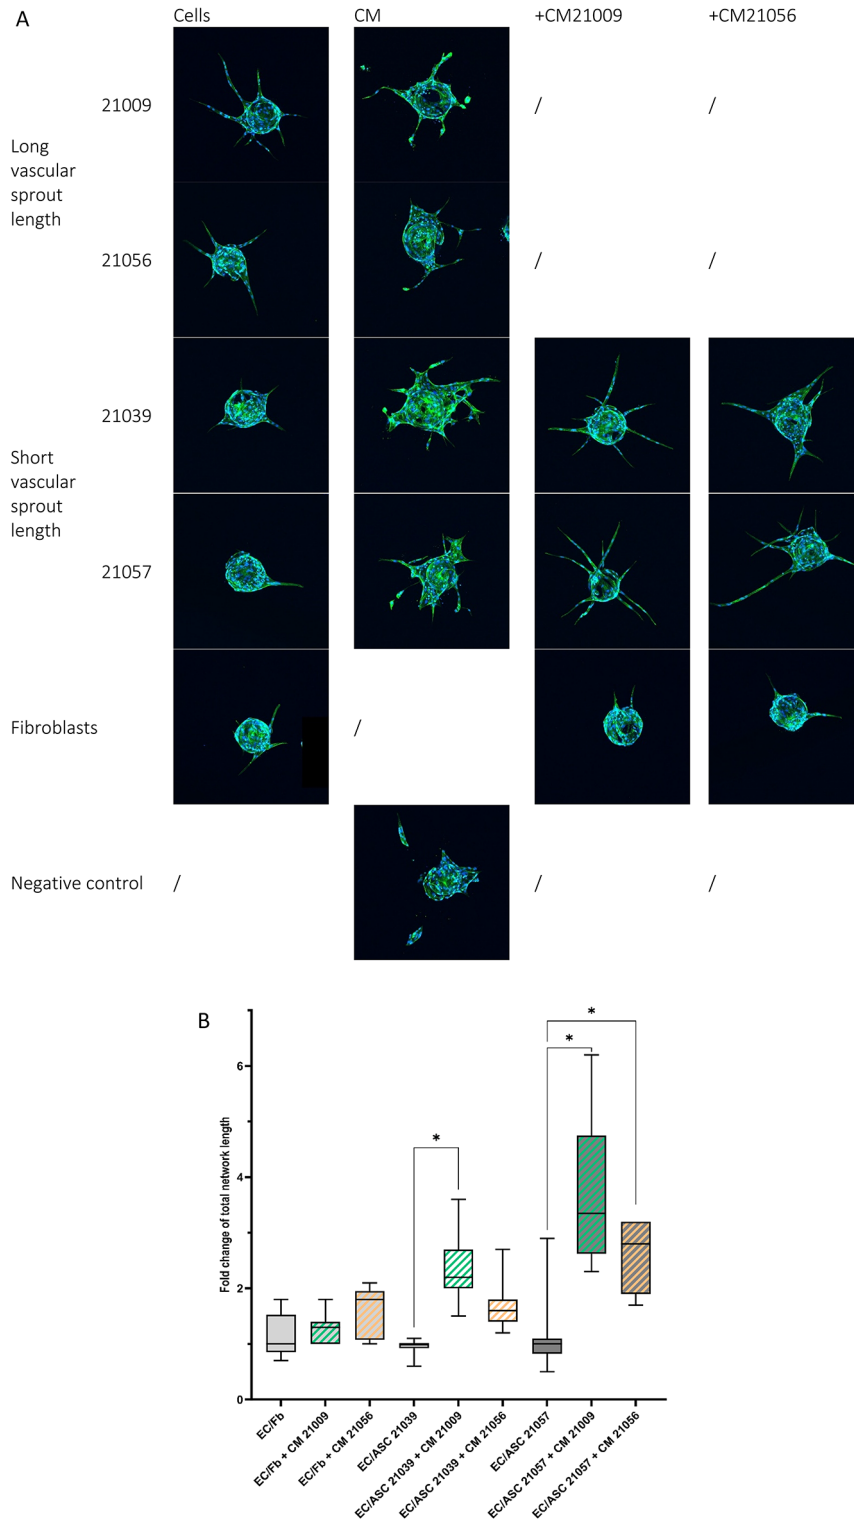 A
Cells CM +CM21009 +CM21056
21009 / /
Long
vascular
sprout
length
21056 / /
21039
Short
vascular
sprout
length
21057
Fibroblasts /
Negative control / / /
B
Fold change of total network length
*
*
*
6
4
2
0
EC/Fb
EC/Fb + CM 21009
EC/Fb + CM 21056
EC/ASC 21039
EC/ASC 21039 + CM 21009
EC/ASC 21039 + CM 21056
EC/ASC 21057
EC/ASC 21057 + CM 21009
EC/ASC 21057 + CM 21056